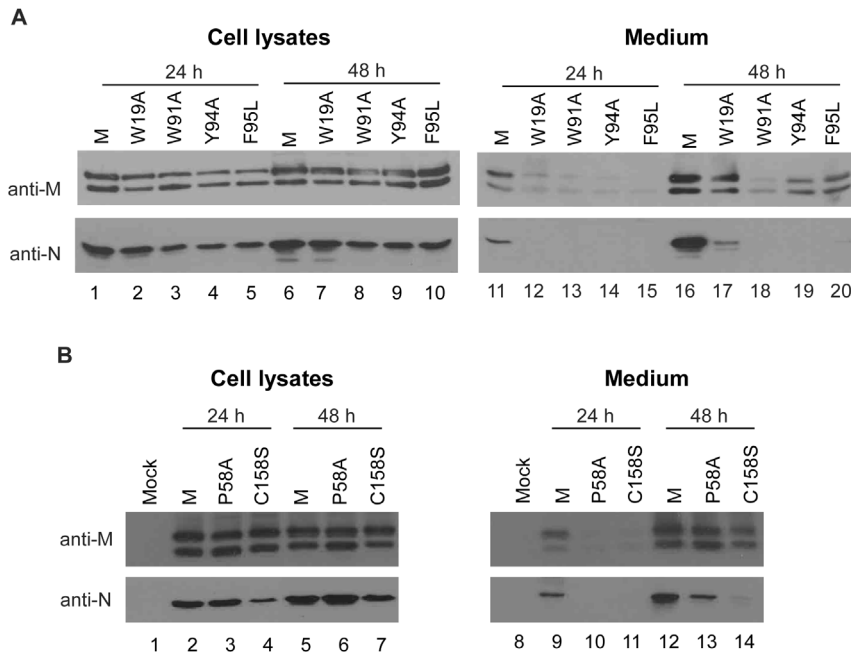 A
Cell lysates Medium
24 h 48 h 24 h 48 h
M W19A W91A Y94A F95L M W19A W91A Y94A F95L M W19A W91A Y94A F95L M W19A W91A Y94A F95L
anti-M
anti-N
1 2 3 4 5 6 7 8 9 10 11 12 13 14 15 16 17 18 19 20
B
Cell lysates Medium
24 h 48 h 24 h 48 h
Mock M P58A C158S M P58A C158S Mock M P58A C158S M P58A C158S
anti-M anti-M
anti-N anti-N
1 2 3 4 5 6 7 8 9 10 11 12 13 14